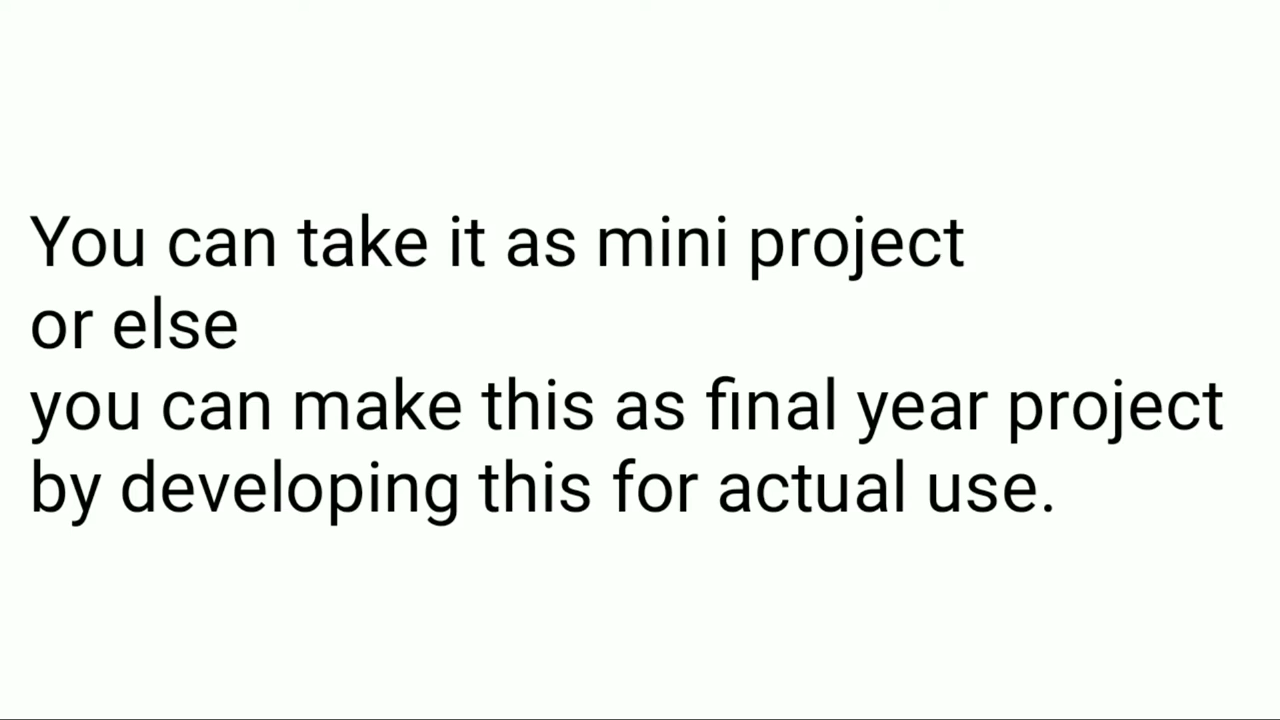 You can take it as mini project
or else
you can make this as final year project
by developing this for actual use.